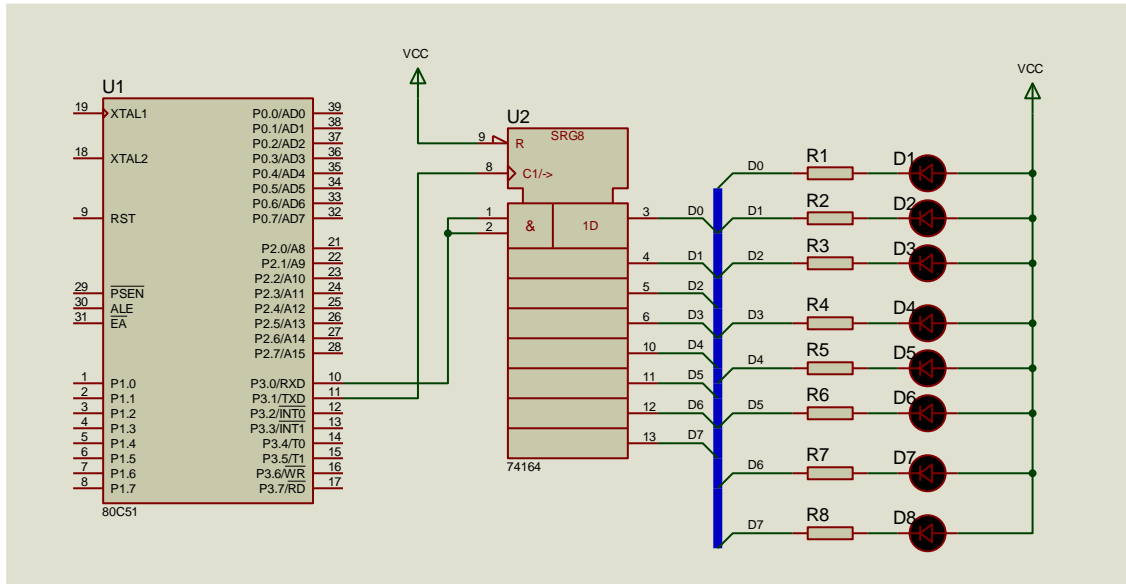 U1
19 XTAL1
18 XTAL2
9 RST
29 PSEN
30 ALE
31 EA
1 P1.0
2 P1.1
3 P1.2
4 P1.3
5 P1.4
6 P1.5
7 P1.6
8 P1.7
P0.0/AD0 39
P0.1/AD1 38
P0.2/AD2 37
P0.3/AD3 36
P0.4/AD4 35
P0.5/AD5 34
P0.6/AD6 33
P0.7/AD7 32
P2.0/A8 21
P2.1/A9 22
P2.2/A10 23
P2.3/A11 24
P2.4/A12 25
P2.5/A13 26
P2.6/A14 27
P2.7/A15 28
P3.0/RXD 10
P3.1/TXD 11
P3.2/INT0 12
P3.3/INT1 13
P3.4/T0 14
P3.5/T1 15
P3.6/WR 16
P3.7/RD 17
80C51
VCC
U2
SRG8
9 R
8 C1/->
1
2
&
1D
3 D0
4 D1
5 D2
6 D3
10 D4
11 D5
12 D6
13 D7
74164
VCC
D0 R1 D1
D1 R2 D2
D2 R3 D3
D3 R4 D4
D4 R5 D5
D5 R6 D6
D6 R7 D7
D7 R8 D8